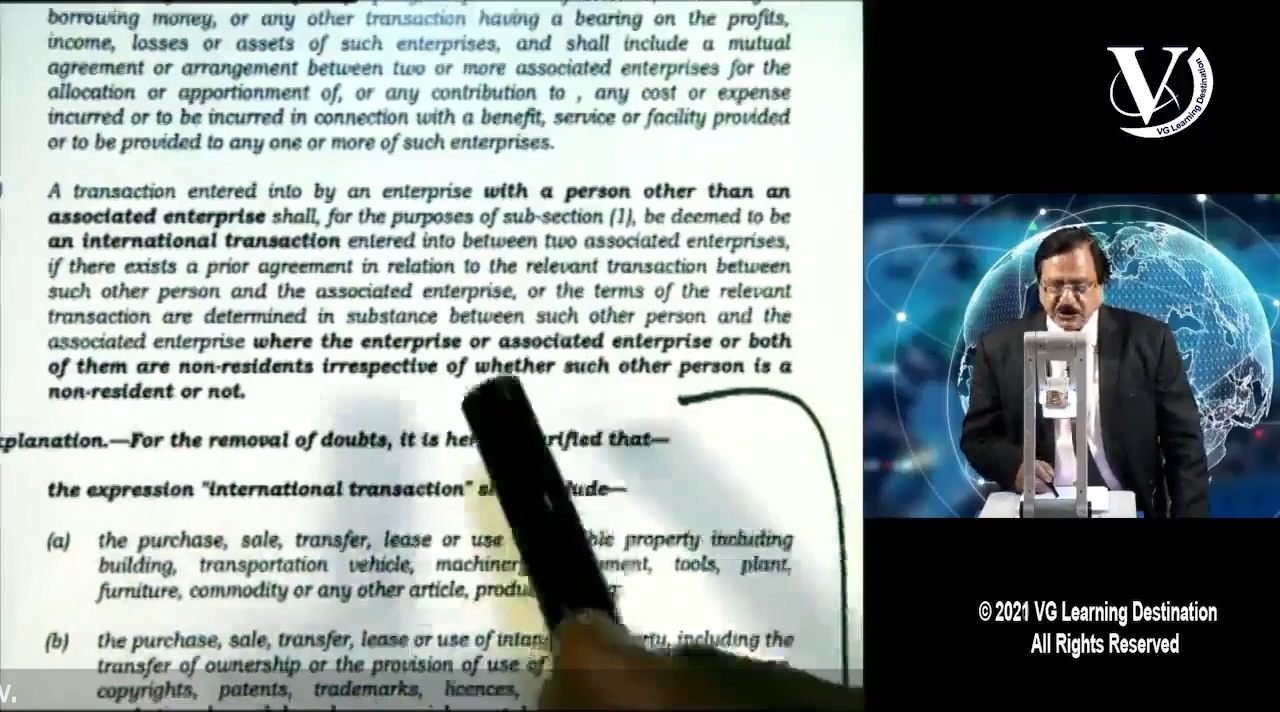 borrowing money, or any other transaction having a bearing on the profits,
income, losses or assets of such enterprises, and shall include a mutual
agreement or arrangement between two or more associated enterprises for the
allocation or apportionment of, or any contribution to , any cost or expense
incurred or to be incurred in connection with a benefit, service or facility provided
or to be provided to any one or more of such enterprises.
A transaction entered into by an enterprise with a person other than an
associated enterprise shall, for the purposes of sub-section (1), be deemed to be
an international transaction entered into between two associated enterprises,
if there exists a prior agreement in relation to the relevant transaction between
such other person and the associated enterprise, or the terms of the relevant
transaction are determined in substance between such other person and the
associated enterprise where the enterprise or associated enterprise or both
of them are non-residents irrespective of whether such other person is a
non-resident or not.
planation.—For the removal of doubts, it is that—
the expression "international transaction"
(a) the purchase, sale, transfer, lease or use property including
building, transportation vehicle, tools, plant,
furniture, commodity or any other article,
(b) the purchase, sale, transfer, lease or use of including the
transfer of ownership or the provision of use of
copyrights, patents, trademarks, licences,
V
VG Learning Destination
© 2021 VG Learning Destination
All Rights Reserved